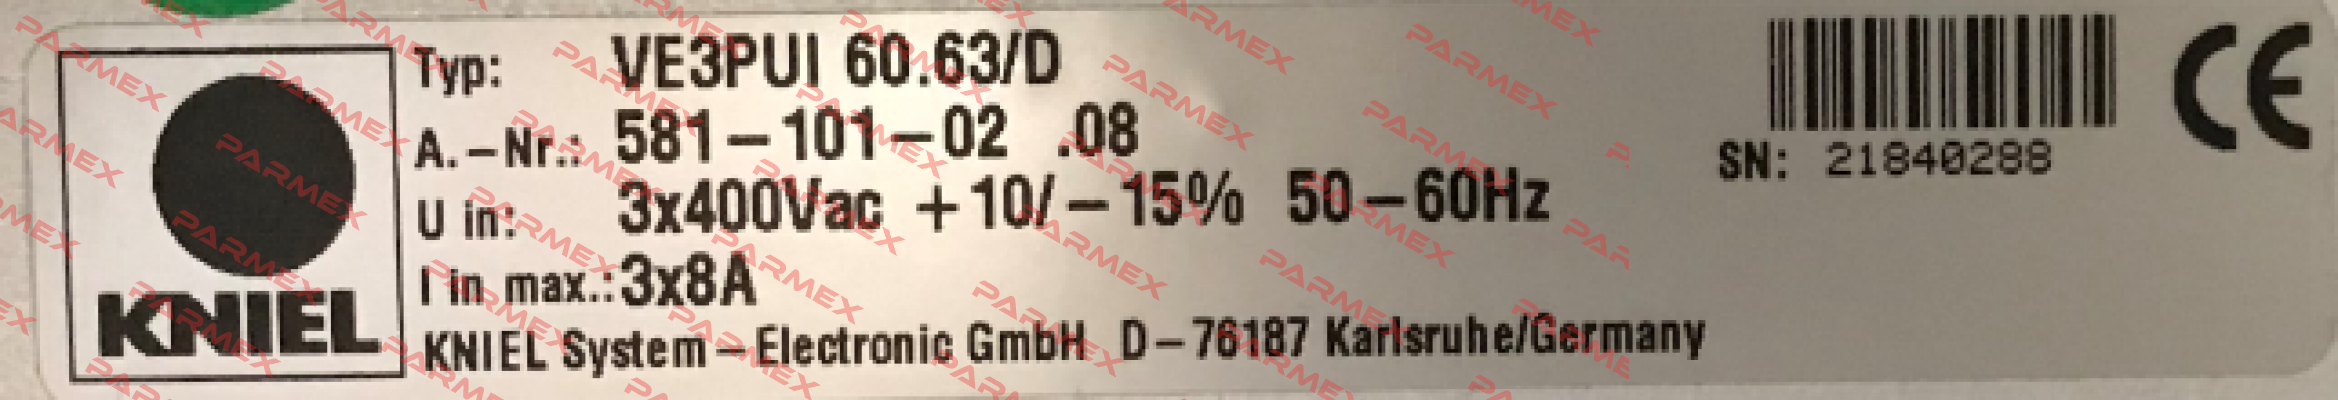 Typ: VE3PUI 60.63/D
A.-Nr.: 581-101-02 .08
U in: 3x400Vac +10/-15% 50-60Hz
I in max.: 3x8A
KNIEL System-Electronic GmbH D-76187 Karlsruhe/Germany
KNIEL
SN: 21840288
CE
PARMEX